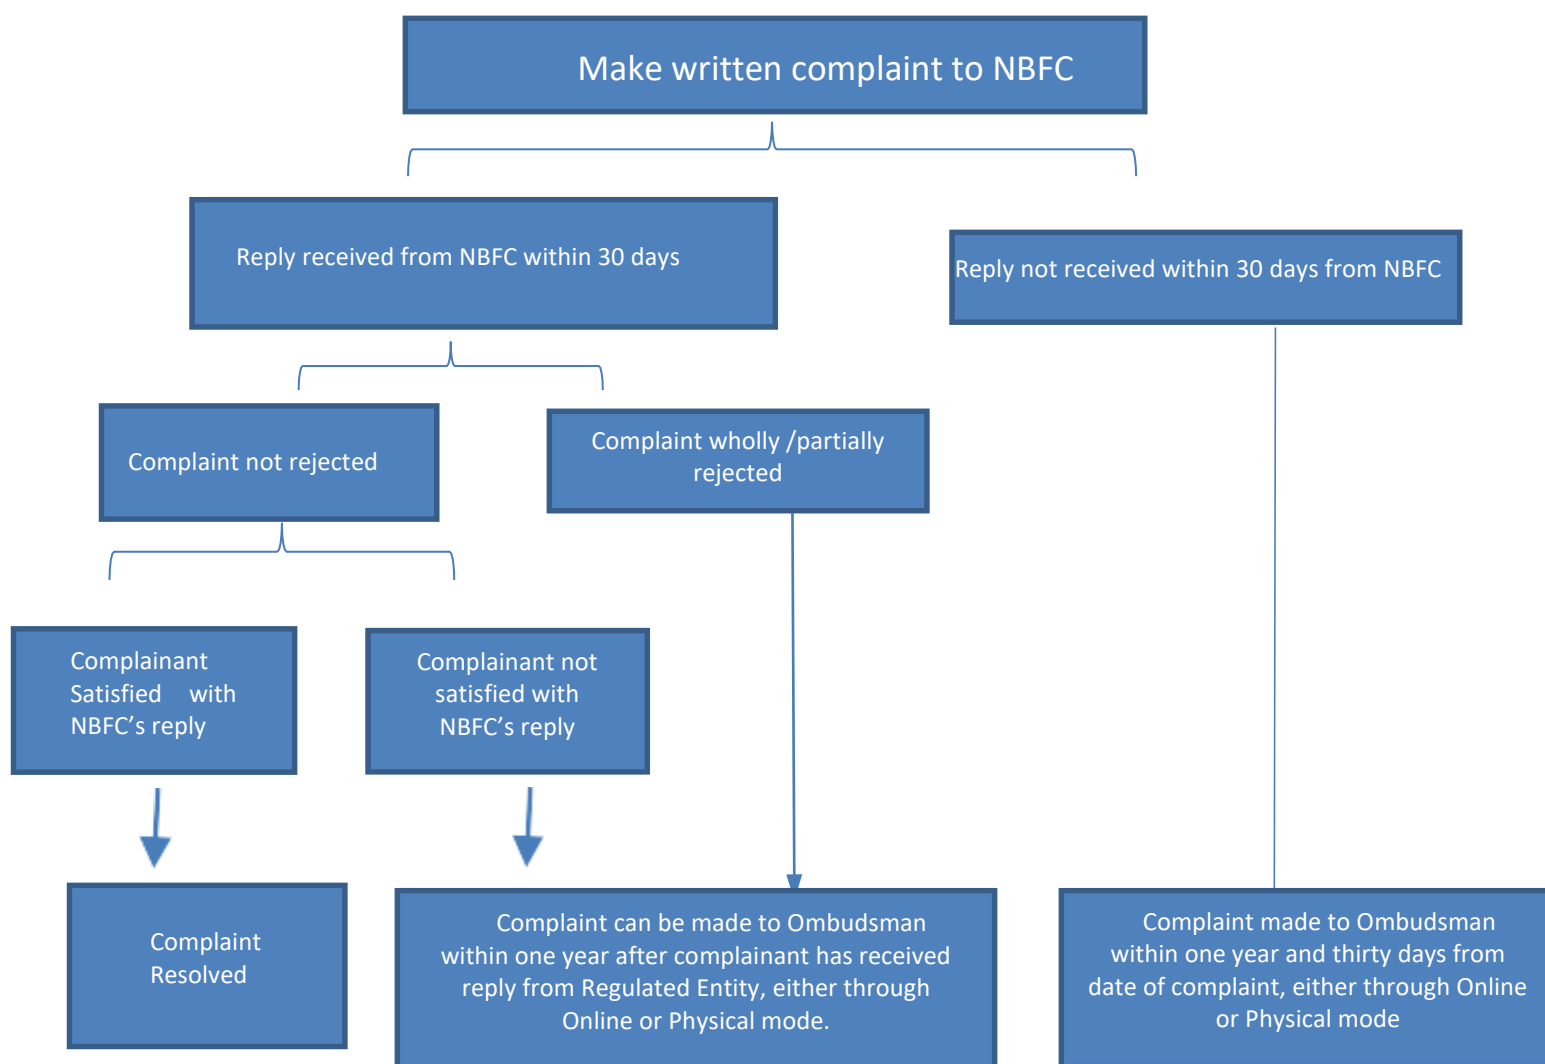 Make written complaint to NBFC
Reply received from NBFC within 30 days
Reply not received within 30 days from NBFC
Complaint not rejected
Complaint wholly /partially
rejected
Complainant
Satisfied with
NBFC’s reply
Complainant not
satisfied with
NBFC’s reply
Complaint
Resolved
Complaint can be made to Ombudsman
within one year after complainant has received
reply from Regulated Entity, either through
Online or Physical mode.
Complaint made to Ombudsman
within one year and thirty days from
date of complaint, either through Online
or Physical mode